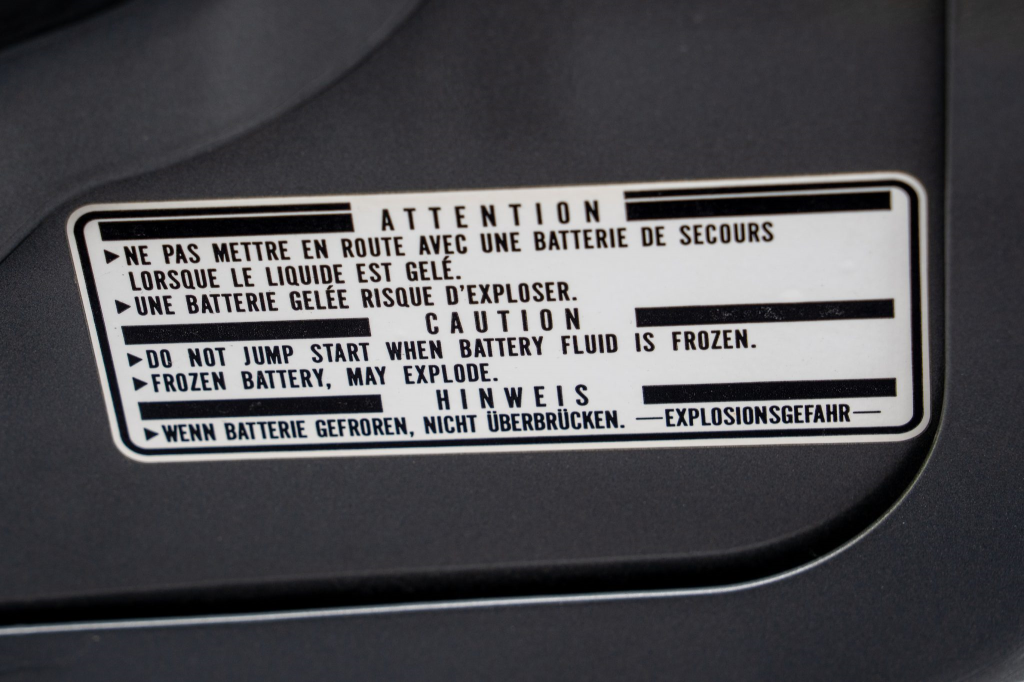 ATTENTION
►NE PAS METTRE EN ROUTE AVEC UNE BATTERIE DE SECOURS
LORSQUE LE LIQUIDE EST GELÉ.
►UNE BATTERIE GELÉE RISQUE D'EXPLOSER.
CAUTION
►DO NOT JUMP START WHEN BATTERY FLUID IS FROZEN.
►FROZEN BATTERY, MAY EXPLODE.
HINWEIS
►WENN BATTERIE GEFROREN, NICHT ÜBERBRÜCKEN. —EXPLOSIONSGEFAHR—